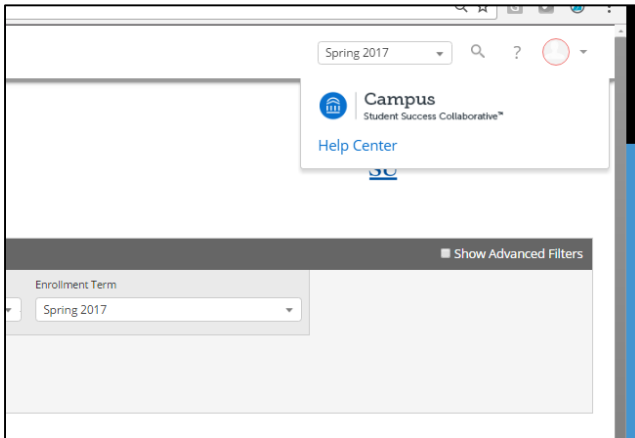 Spring 2017
?
Campus
Student Success Collaborative™
Help Center
SU
Show Advanced Filters
Enrollment Term
Spring 2017